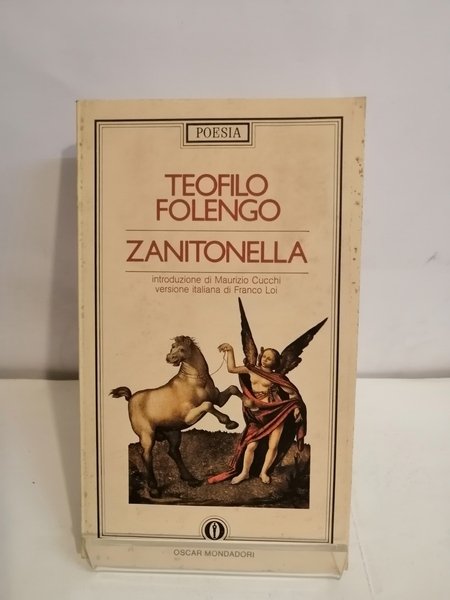 POESIA
TEOFILO
FOLENGO
ZANITONELLA
introduzione di Maurizio Cucchi
versione italiana di Franco Loi
OSCAR MONDADORI